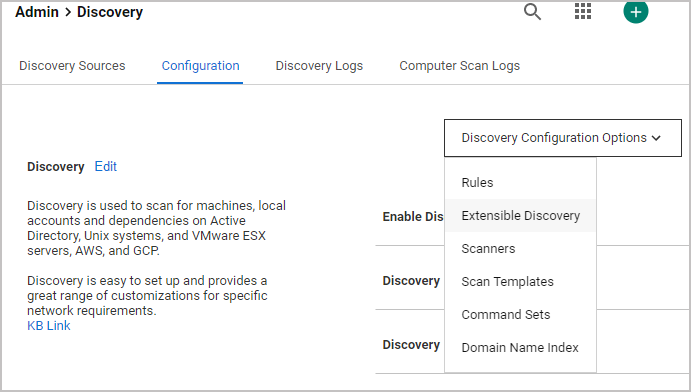 Admin > Discovery
Discovery Sources
Configuration
Discovery Logs
Computer Scan Logs
Discovery Configuration Options
Discovery Edit
Discovery is used to scan for machines, local
accounts and dependencies on Active
Directory, Unix systems, and VMware ESX
servers, AWS, and GCP.
Discovery is easy to set up and provides a
great range of customizations for specific
network requirements.
KB Link
Rules
Extensible Discovery
Scanners
Scan Templates
Command Sets
Domain Name Index
Enable Dis
Discovery
Discovery